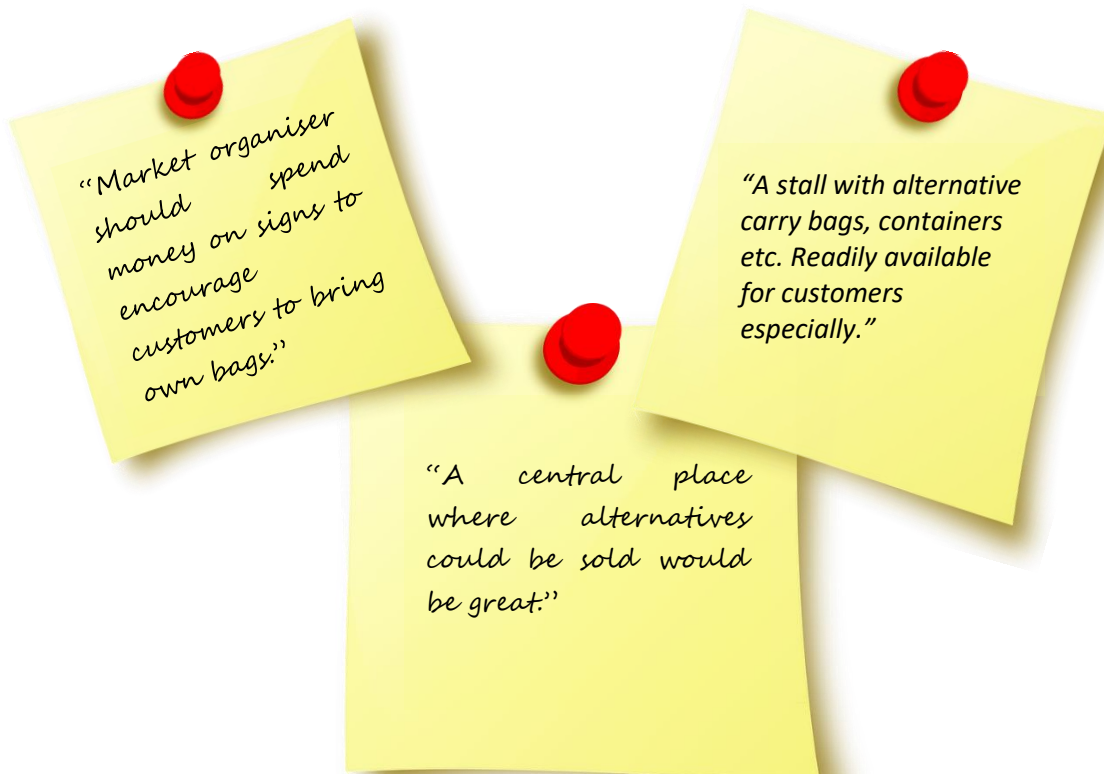 “Market organiser
should spend
money on signs to
encourage
customers to bring
own bags.”
“A stall with alternative
carry bags, containers
etc. Readily available
for customers
especially.”
“A central place
where alternatives
could be sold would
be great.”